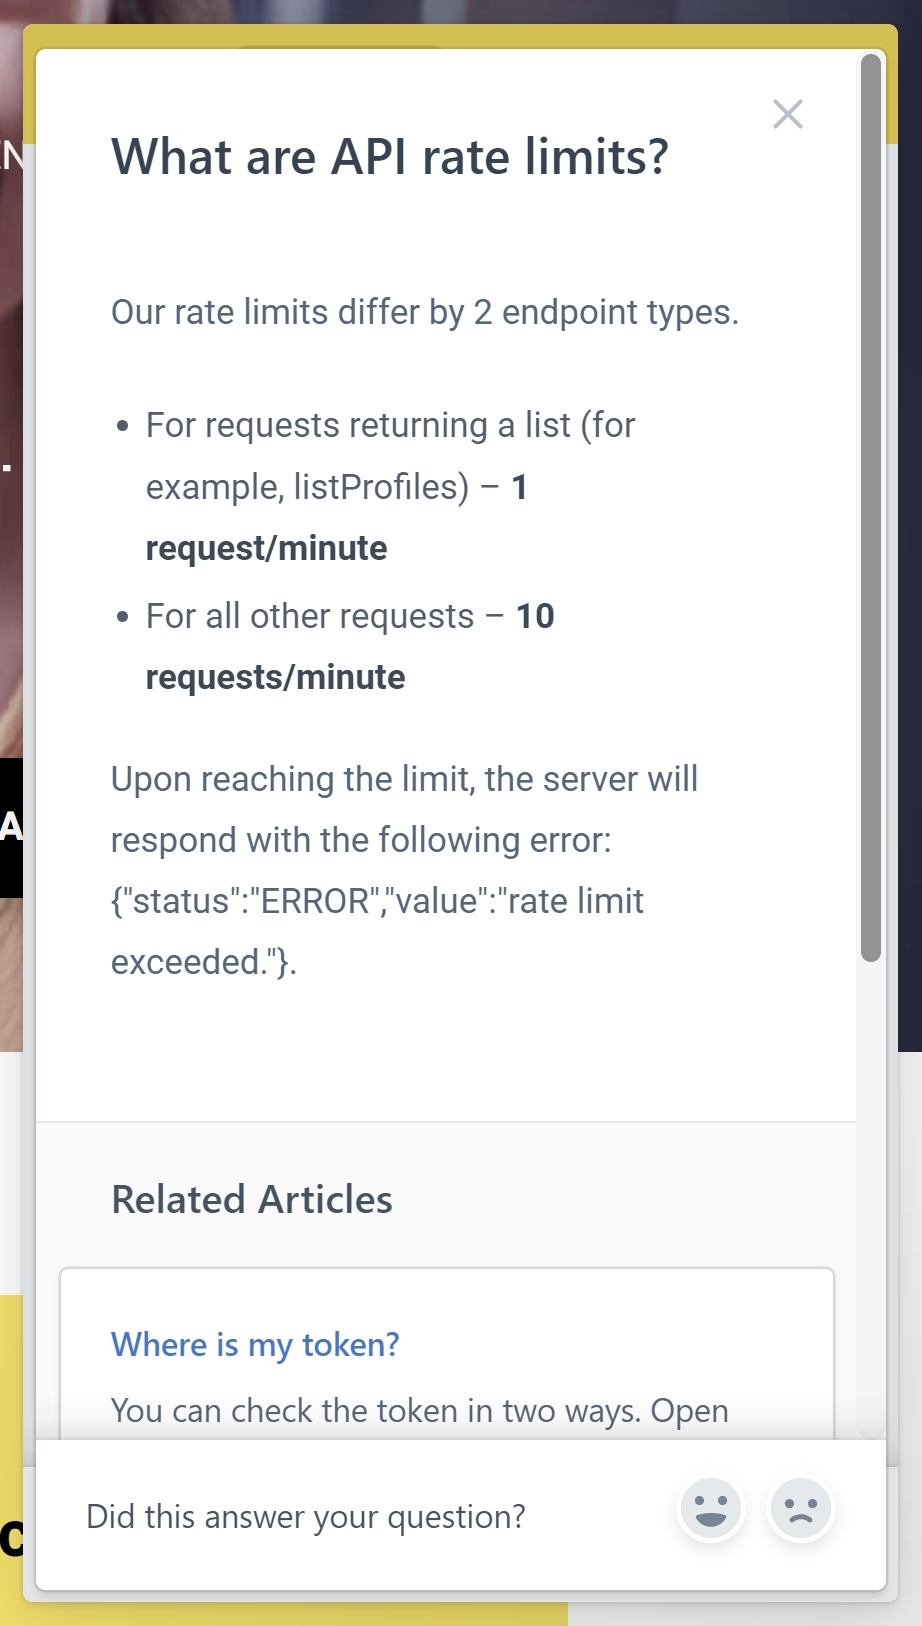 What are API rate limits?
Our rate limits differ by 2 endpoint types.
• For requests returning a list (for
example, listProfiles) – 1
request/minute
• For all other requests – 10
requests/minute
Upon reaching the limit, the server will
respond with the following error:
{"status":"ERROR","value":"rate limit
exceeded."}.
Related Articles
Where is my token?
You can check the token in two ways. Open
Did this answer your question?